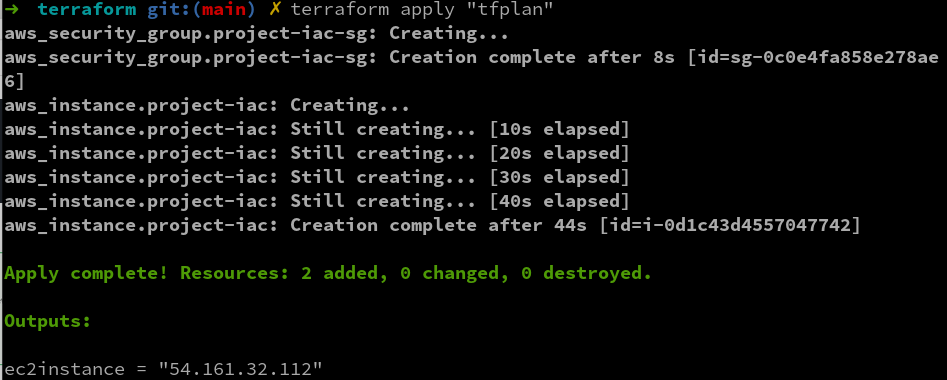 ➜  terraform git:(main) ✗ terraform apply "tfplan"
aws_security_group.project-iac-sg: Creating...
aws_security_group.project-iac-sg: Creation complete after 8s [id=sg-0c0e4fa858e278ae
6]
aws_instance.project-iac: Creating...
aws_instance.project-iac: Still creating... [10s elapsed]
aws_instance.project-iac: Still creating... [20s elapsed]
aws_instance.project-iac: Still creating... [30s elapsed]
aws_instance.project-iac: Still creating... [40s elapsed]
aws_instance.project-iac: Creation complete after 44s [id=i-0d1c43d4557047742]
Apply complete! Resources: 2 added, 0 changed, 0 destroyed.
Outputs:
ec2instance = "54.161.32.112"